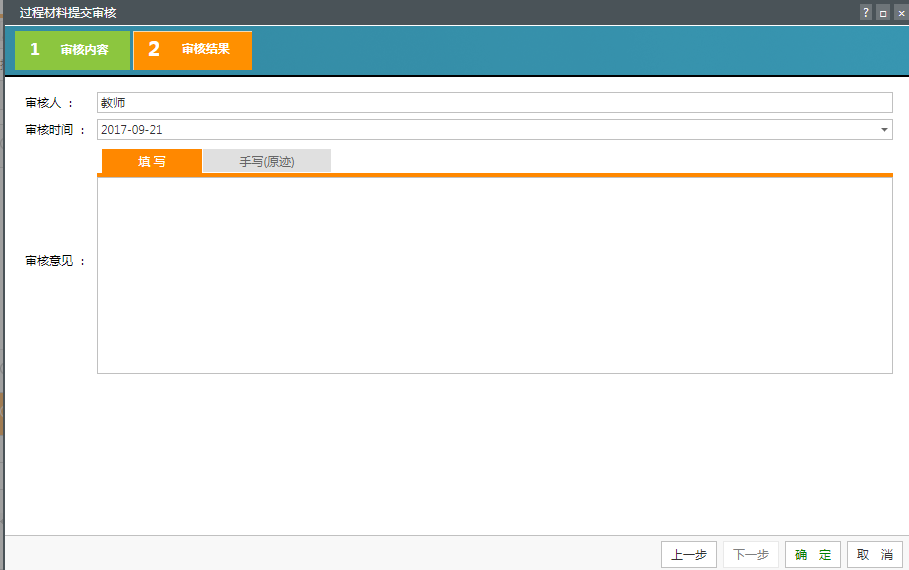 过程材料提交审核
1 审核内容 2 审核结果
审核人 : 教师
审核时间 : 2017-09-21
填 写 手写(原迹)
审核意见 :
上一步 下一步 确 定 取 消